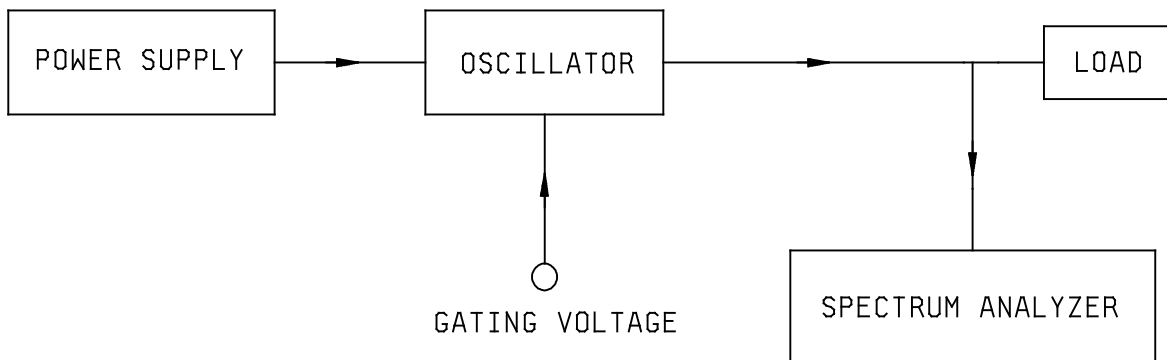 POWER SUPPLY
OSCILLATOR
LOAD
GATING VOLTAGE
SPECTRUM ANALYZER